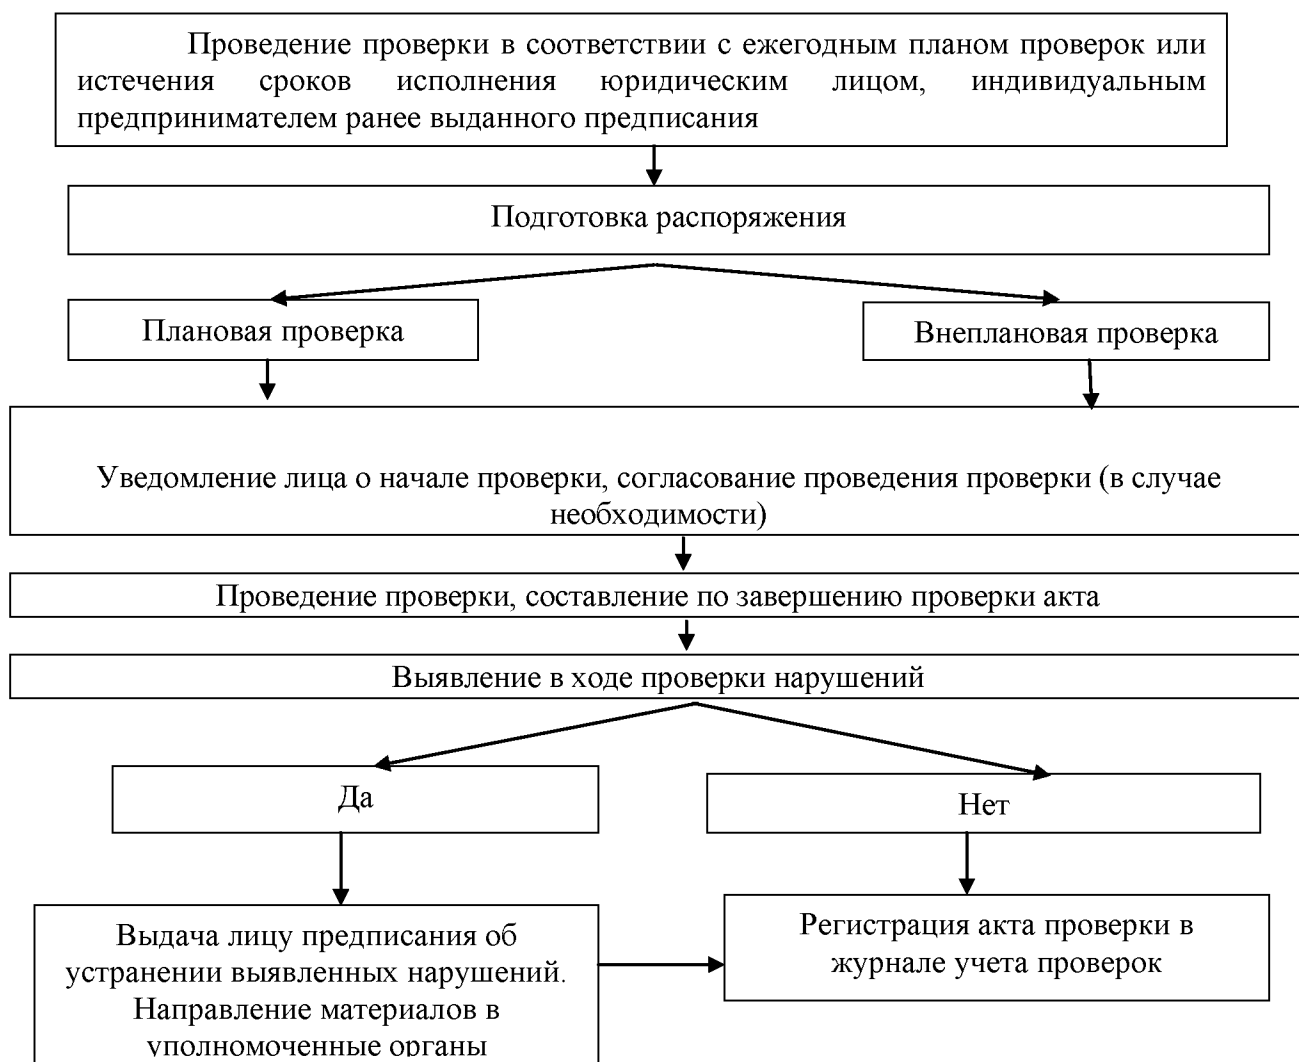 Проведение проверки в соответствии с ежегодным планом проверок или
истечения сроков исполнения юридическим лицом, индивидуальным
предпринимателем ранее выданного предписания
Подготовка распоряжения
Плановая проверка
Внеплановая проверка
Уведомление лица о начале проверки, согласование проведения проверки (в случае
необходимости)
Проведение проверки, составление по завершению проверки акта
Выявление в ходе проверки нарушений
Да
Нет
Выдача лицу предписания об
устранении выявленных нарушений.
Направление материалов в
уполномоченные органы
Регистрация акта проверки в
журнале учета проверок